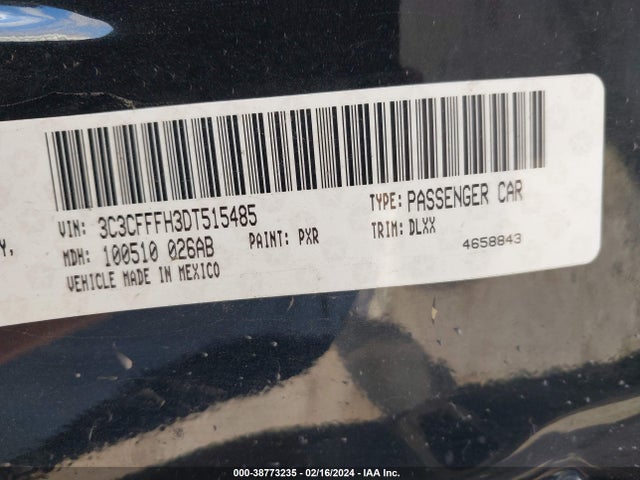 VIN: 3C3CFFFH3DT515485
TYPE: PASSENGER CAR
Y,
MDH: 100510 026AB
PAINT: PXR
TRIM: DLXX
4658843
VEHICLE MADE IN MEXICO
000-38773235 - 02/16/2024 - IAA Inc.